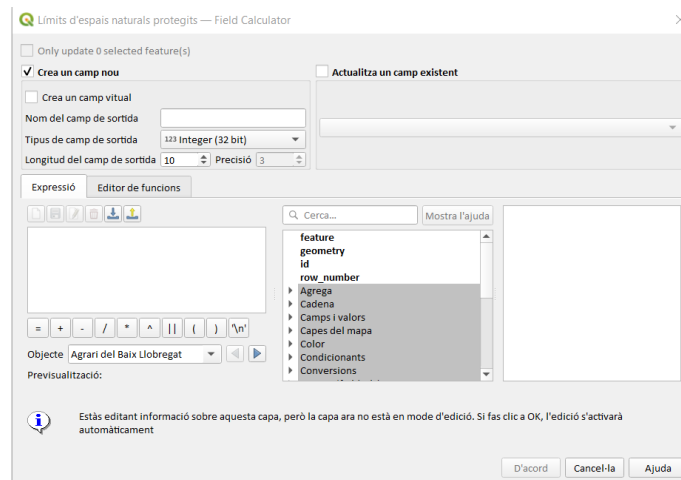 Límits d'espais naturals protegits — Field Calculator
Only update 0 selected feature(s)
Crea un camp nou
Actualitza un camp existent
Crea un camp vitual
Nom del camp de sortida
Tipus de camp de sortida 123 Integer (32 bit)
Longitud del camp de sortida 10 Precisió 3
Expressió Editor de funcions
Cerca... Mostra l'ajuda
feature
geometry
id
row_number
Agrega
Cadena
Camps i valors
Capes del mapa
Color
Condicionants
Conversions
= + - / * ^ || ( ) '\n'
Objecte Agrari del Baix Llobregat
Previsualització:
Estàs editant informació sobre aquesta capa, però la capa ara no està en mode d'edició. Si fas clic a OK, l'edició s'activarà
automàticament
D'acord Cancel·la Ajuda